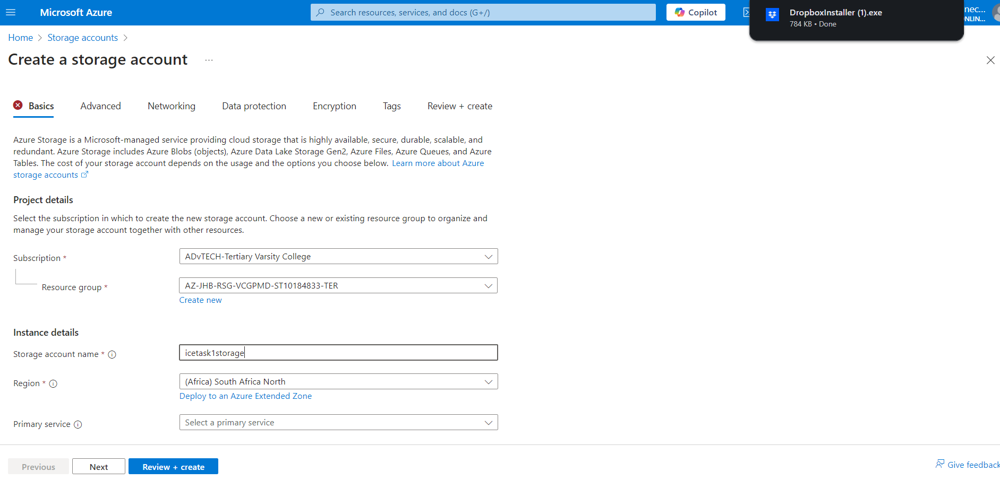 Microsoft Azure
Search resources, services, and docs (G+/)
Copilot
DropboxInstaller (1).exe
784 KB • Done
nec...
NLIN...
Home > Storage accounts >
Create a storage account ...
Basics
Advanced
Networking
Data protection
Encryption
Tags
Review + create
Azure Storage is a Microsoft-managed service providing cloud storage that is highly available, secure, durable, scalable, and
redundant. Azure Storage includes Azure Blobs (objects), Azure Data Lake Storage Gen2, Azure Files, Azure Queues, and Azure
Tables. The cost of your storage account depends on the usage and the options you choose below. Learn more about Azure
storage accounts
Project details
Select the subscription in which to create the new storage account. Choose a new or existing resource group to organize and
manage your storage account together with other resources.
Subscription *
ADvTECH-Tertiary Varsity College
Resource group *
AZ-JHB-RSG-VCGPMD-ST10184833-TER
Create new
Instance details
Storage account name *
icetask1storage
Region *
(Africa) South Africa North
Deploy to an Azure Extended Zone
Primary service
Select a primary service
Previous
Next
Review + create
Give feedback